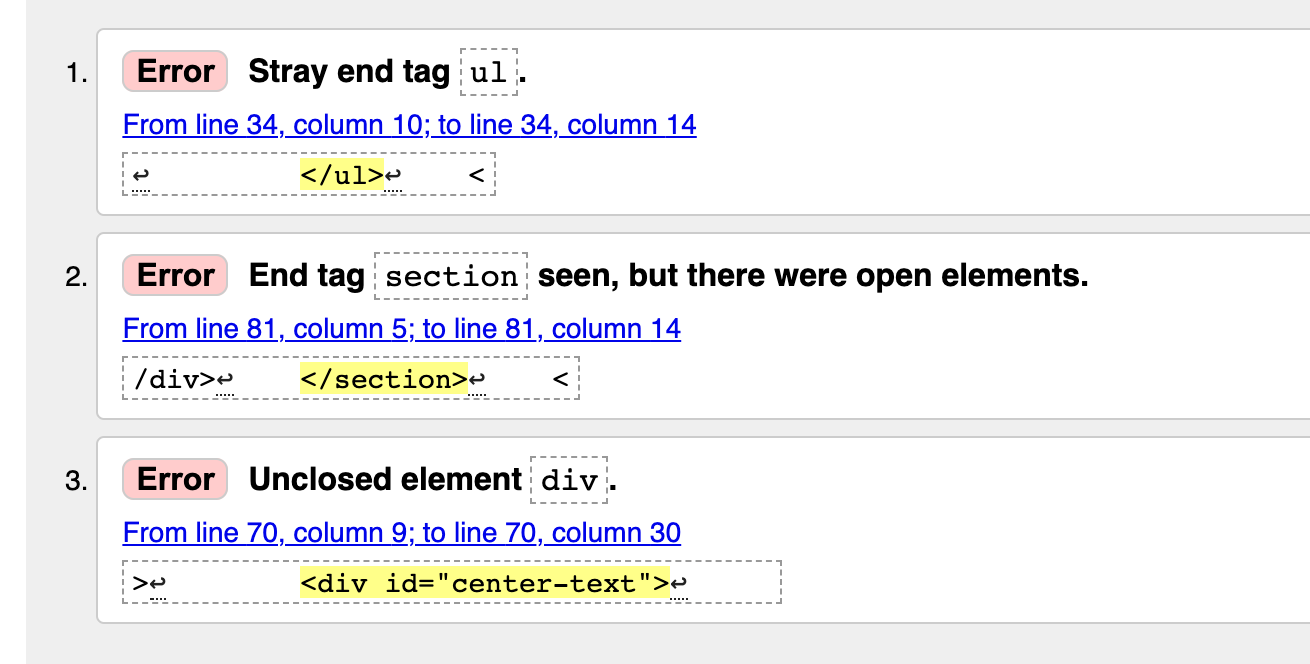 1. Error Stray end tag ul.
From line 34, column 10; to line 34, column 14
↩ </ul>↩ <
2. Error End tag section seen, but there were open elements.
From line 81, column 5; to line 81, column 14
/div>↩ </section>↩ <
3. Error Unclosed element div.
From line 70, column 9; to line 70, column 30
>↩ <div id="center-text">↩